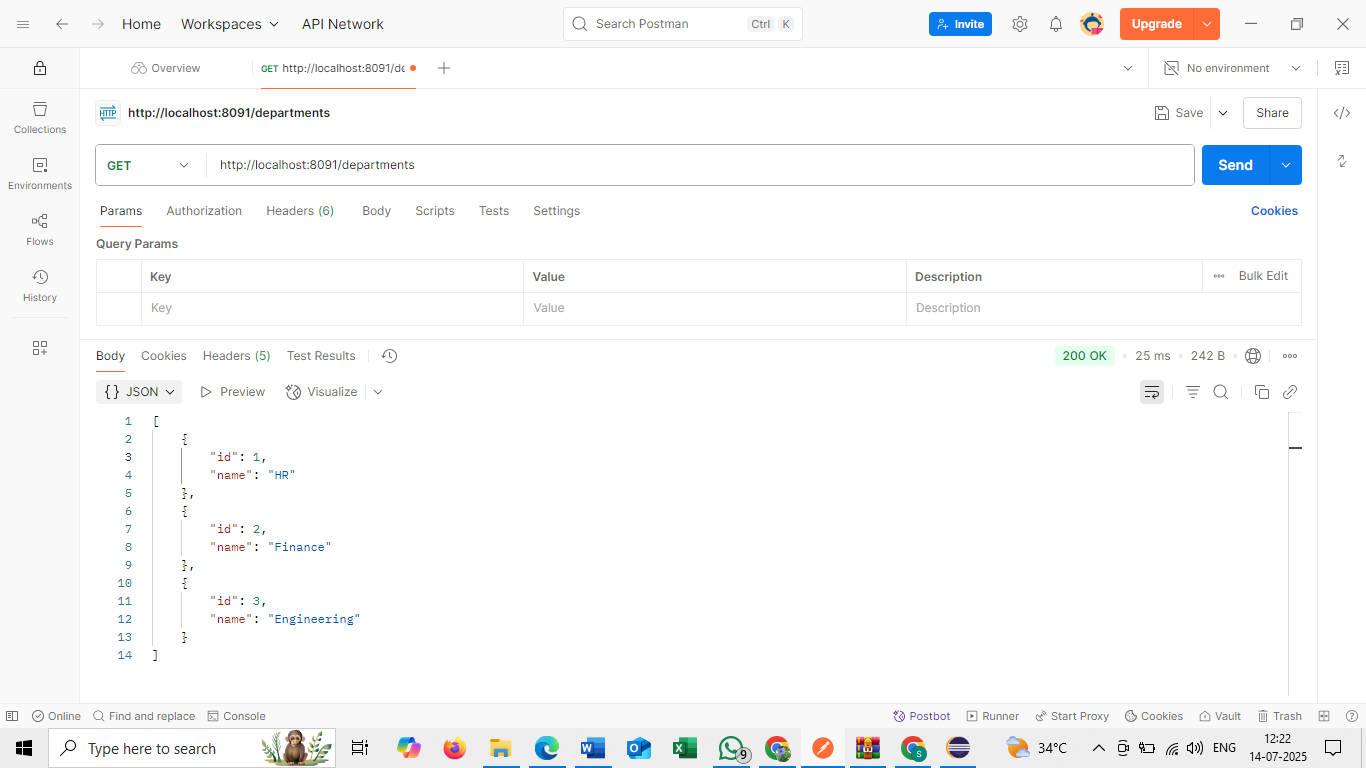 Home Workspaces API Network Search Postman Ctrl K Invite Upgrade
Overview GET http://localhost:8091/de No environment
HTTP http://localhost:8091/departments Save Share
GET http://localhost:8091/departments Send
Params Authorization Headers (6) Body Scripts Tests Settings Cookies
Query Params
Key Value Description Bulk Edit
Key Value Description
Collections
Environments
Flows
History
Body Cookies Headers (5) Test Results 200 OK • 25 ms • 242 B
{} JSON Preview Visualize
1 [
2 {
3 "id": 1,
4 "name": "HR"
5 },
6 {
7 "id": 2,
8 "name": "Finance"
9 },
10 {
11 "id": 3,
12 "name": "Engineering"
13 }
14 ]
Online Find and replace Console Postbot Runner Start Proxy Cookies Vault Trash
Type here to search 9 S 34°C ENG 12:22
14-07-2025